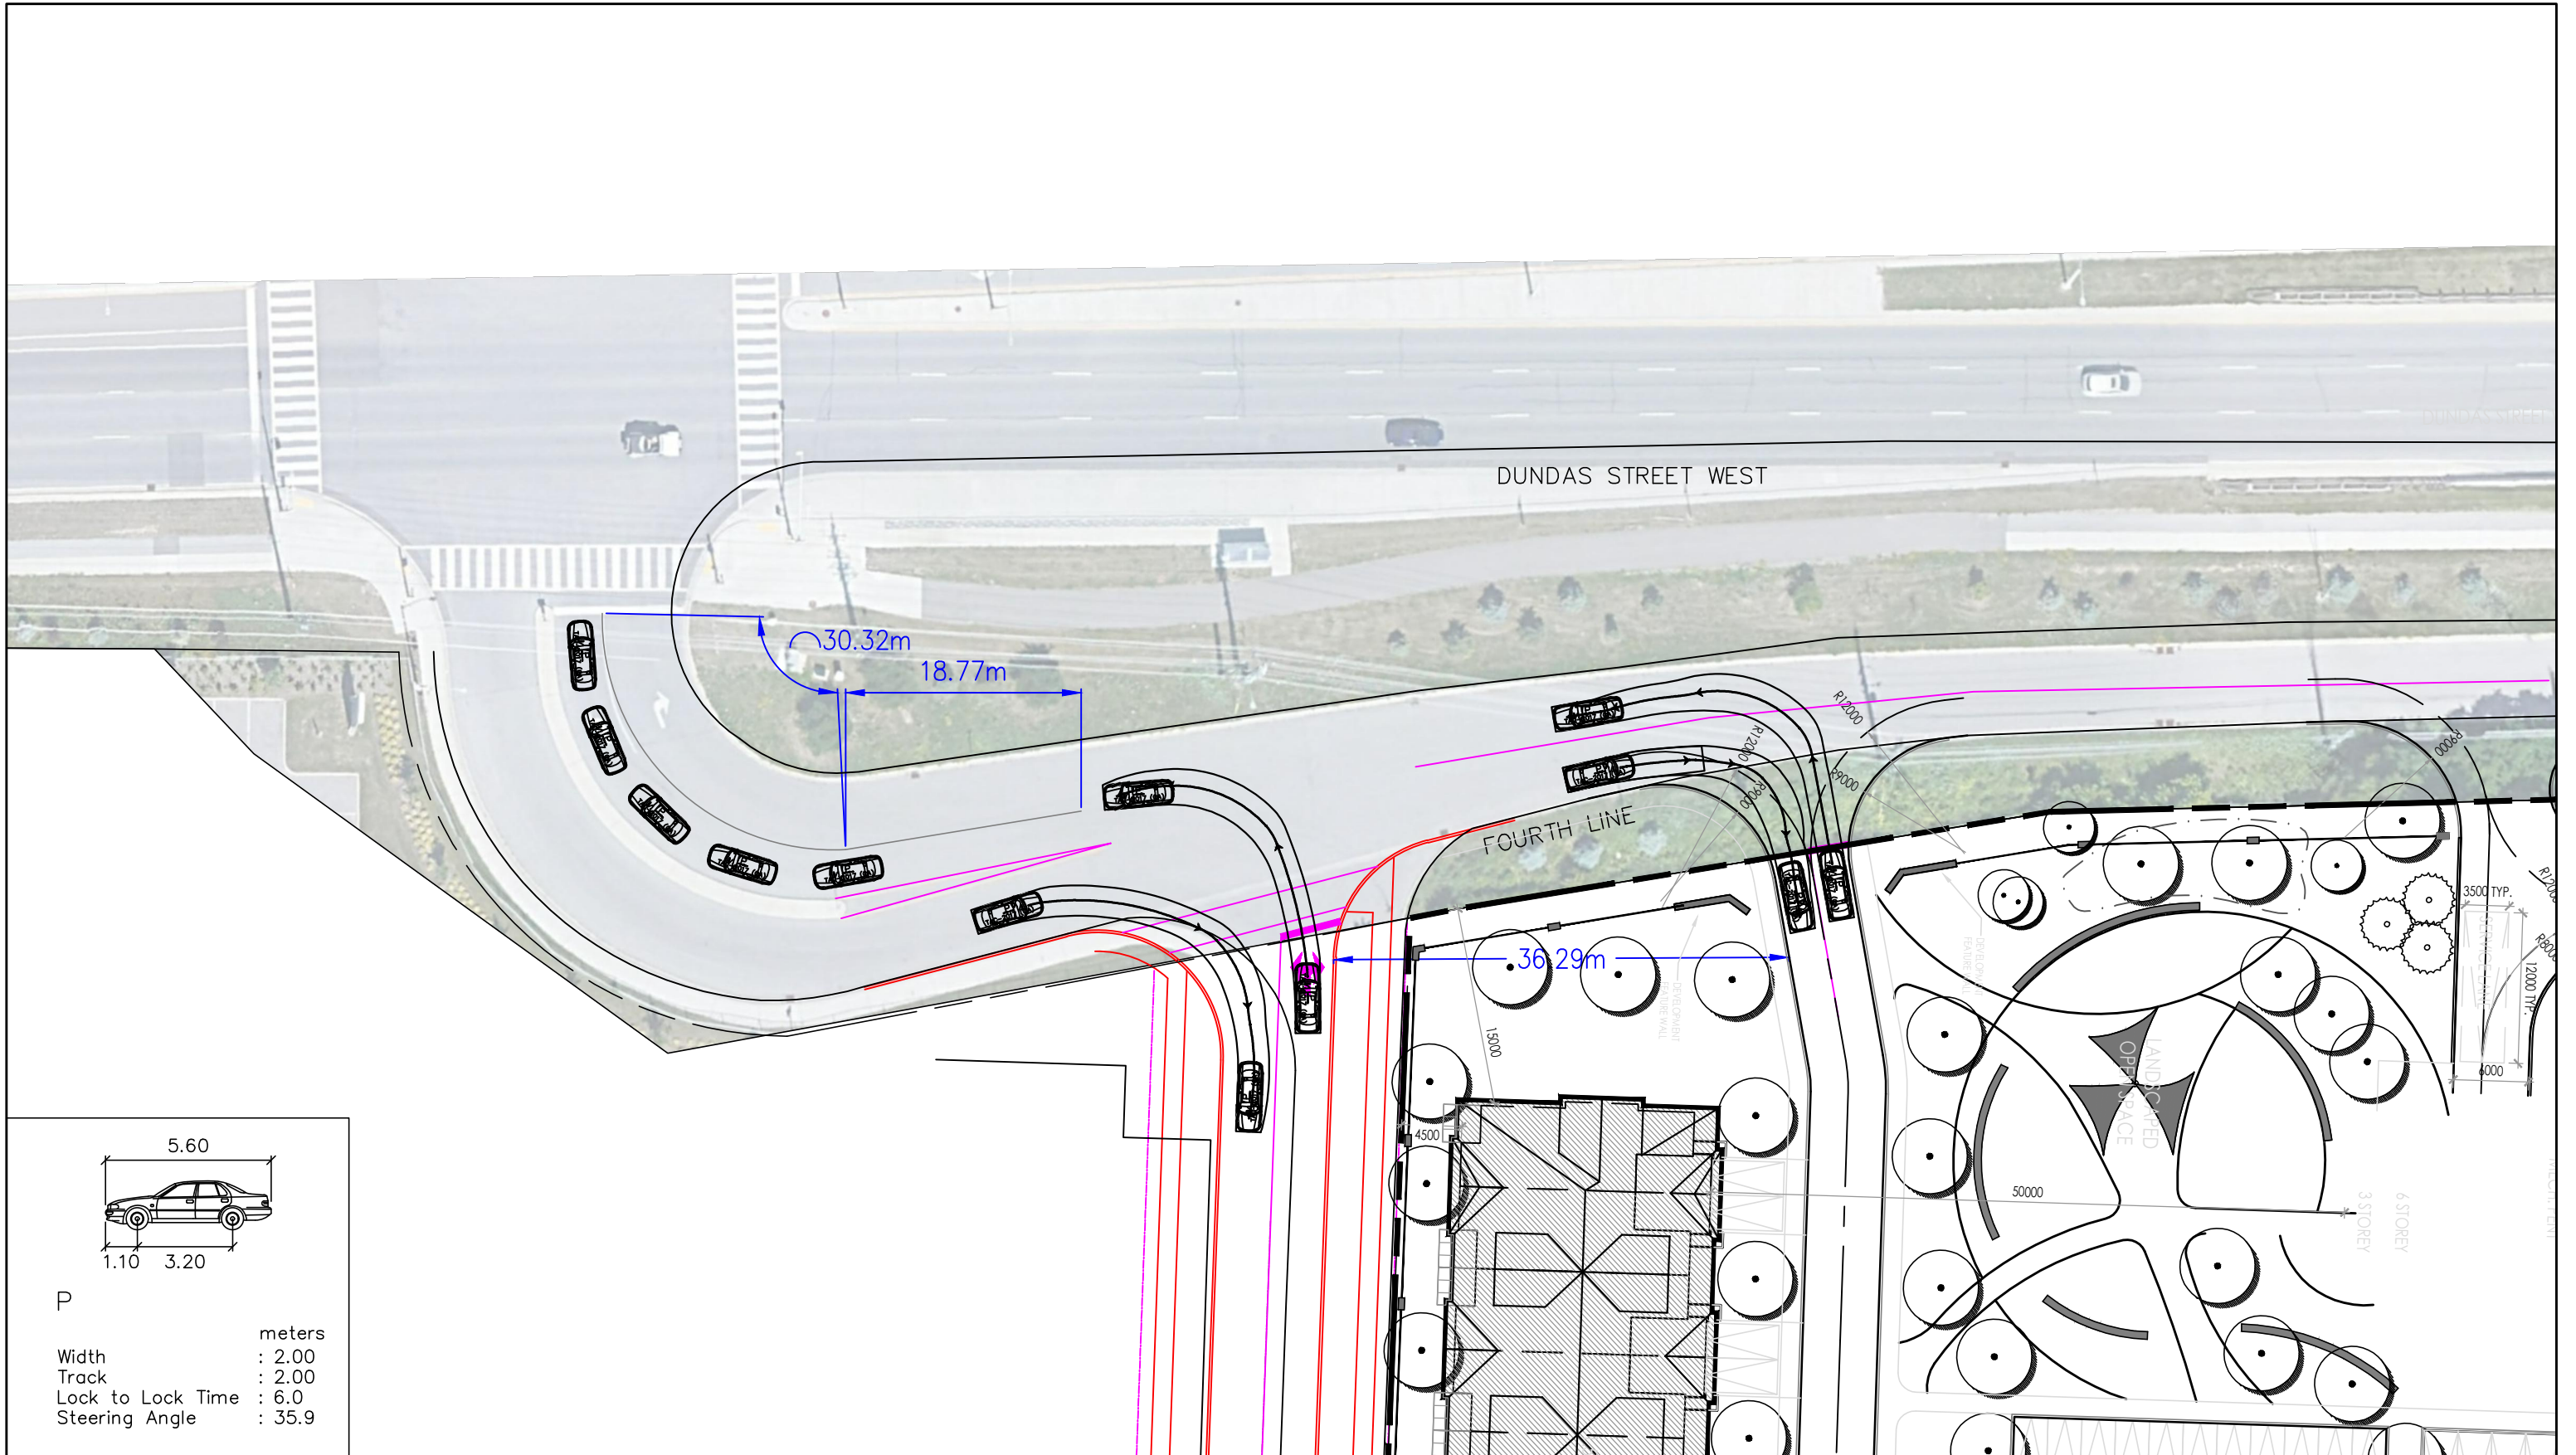 DUNDAS STREET WEST
30.32m
18.77m
R12000
R12000
R9000
R9000
R9000
FOURTH LINE
3500 TYP.
36.29m
12000 TYP.
15000
LANDSCAPED
OPEN SPACE
6000
4500
50000
3 STOREY
6 STOREY
5.60
1.10 3.20
P
meters
Width : 2.00
Track : 2.00
Lock to Lock Time : 6.0
Steering Angle : 35.9